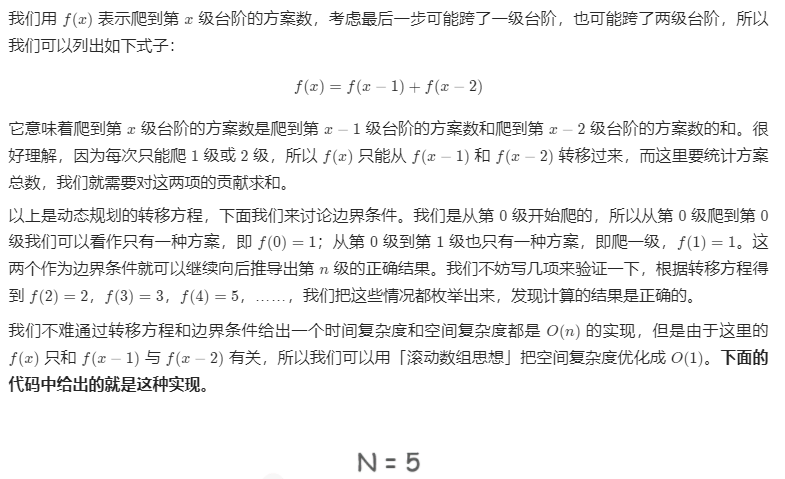 我们用 f(x) 表示爬到第 x 级台阶的方案数，考虑最后一步可能跨了一级台阶，也可能跨了两级台阶，所以
我们可以列出如下式子：
f(x) = f(x − 1) + f(x − 2)
它意味着爬到第 x 级台阶的方案数是爬到第 x − 1 级台阶的方案数和爬到第 x − 2 级台阶的方案数的和。很
好理解，因为每次只能爬 1 级或 2 级，所以 f(x) 只能从 f(x − 1) 和 f(x − 2) 转移过来，而这里要统计方案
总数，我们就需要对这两项的贡献求和。
以上是动态规划的转移方程，下面我们来讨论边界条件。我们是从第 0 级开始爬的，所以从第 0 级爬到第 0
级我们可以看作只有一种方案，即 f(0) = 1；从第 0 级到第 1 级也只有一种方案，即爬一级，f(1) = 1。这
两个作为边界条件就可以继续向后推导出第 n 级的正确结果。我们不妨写几项来验证一下，根据转移方程得
到 f(2) = 2，f(3) = 3，f(4) = 5，……，我们把这些情况都枚举出来，发现计算的结果是正确的。
我们不难通过转移方程和边界条件给出一个时间复杂度和空间复杂度都是 O(n) 的实现，但是由于这里的
f(x) 只和 f(x − 1) 与 f(x − 2) 有关，所以我们可以用「滚动数组思想」把空间复杂度优化成 O(1)。下面的
代码中给出的就是这种实现。
N = 5